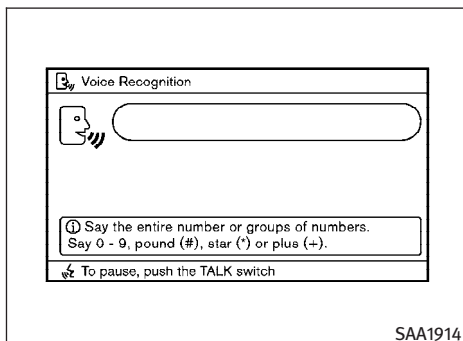 Voice Recognition
ⓘ Say the entire number or groups of numbers.
Say 0 - 9, pound (#), star (*) or plus (+).
To pause, push the TALK switch
SAA1914